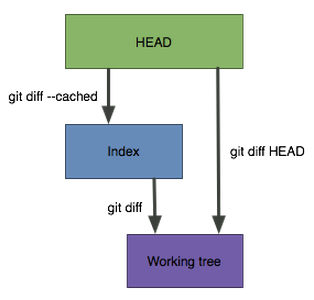 HEAD
git diff --cached
Index
git diff HEAD
git diff
Working tree